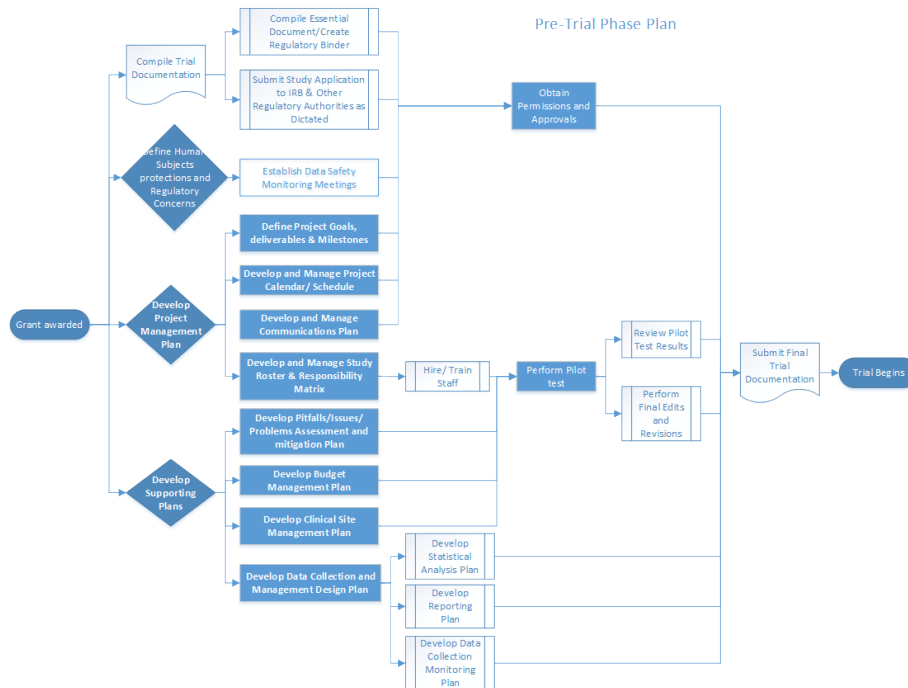 Pre-Trial Phase Plan
Compile Essential
Document/Create
Regulatory Binder
Compile Trial
Documentation
Submit Study Application
to IRB & Other
Regulatory Authorities as
Dictated
Obtain
Permissions and
Approvals
Define Human
Subjects
protections and
Regulatory
Concerns
Establish Data Safety
Monitoring Meetings
Define Project Goals,
deliverables & Milestones
Develop and Manage Project
Calendar/ Schedule
Grant awarded
Develop
Project
Management
Plan
Develop and Manage
Communications Plan
Develop and Manage Study
Roster & Responsibility
Matrix
Hire/ Train
Staff
Perform Pilot
test
Review Pilot
Test Results
Perform
Final Edits
and
Revisions
Submit Final
Trial
Documentation
Trial Begins
Develop Pitfalls/Issues/
Problems Assessment and
mitigation Plan
Develop
Supporting
Plans
Develop Budget
Management Plan
Develop Clinical Site
Management Plan
Develop Data Collection and
Management Design Plan
Develop
Statistical
Analysis Plan
Develop
Reporting
Plan
Develop Data
Collection
Monitoring
Plan